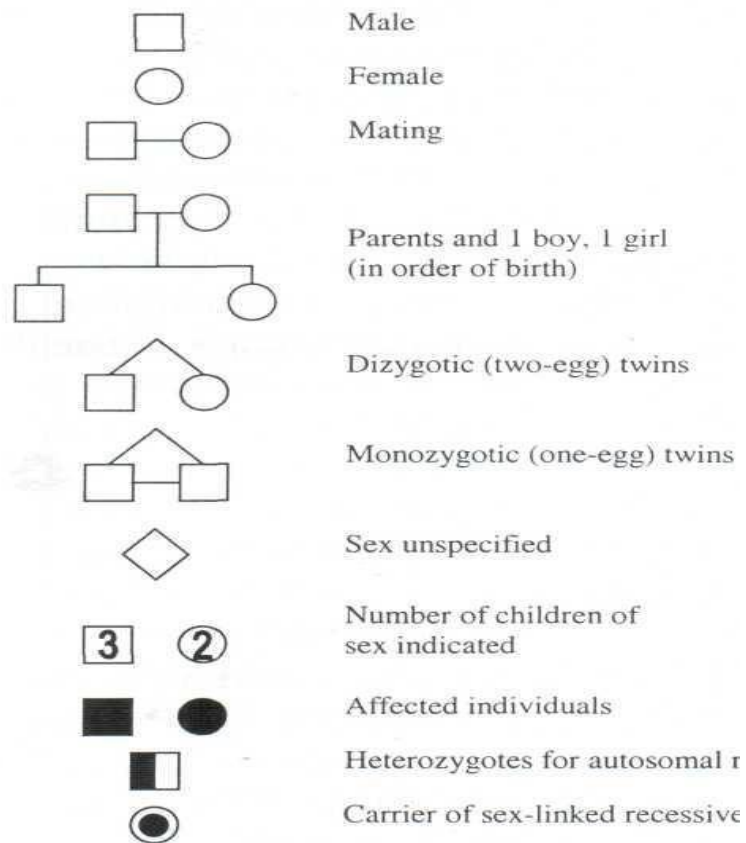 Male
Female
Mating
Parents and 1 boy, 1 girl
(in order of birth)
Dizygotic (two-egg) twins
Monozygotic (one-egg) twins
Sex unspecified
3 2
Number of children of
sex indicated
Affected individuals
Heterozygotes for autosomal
Carrier of sex-linked recessive